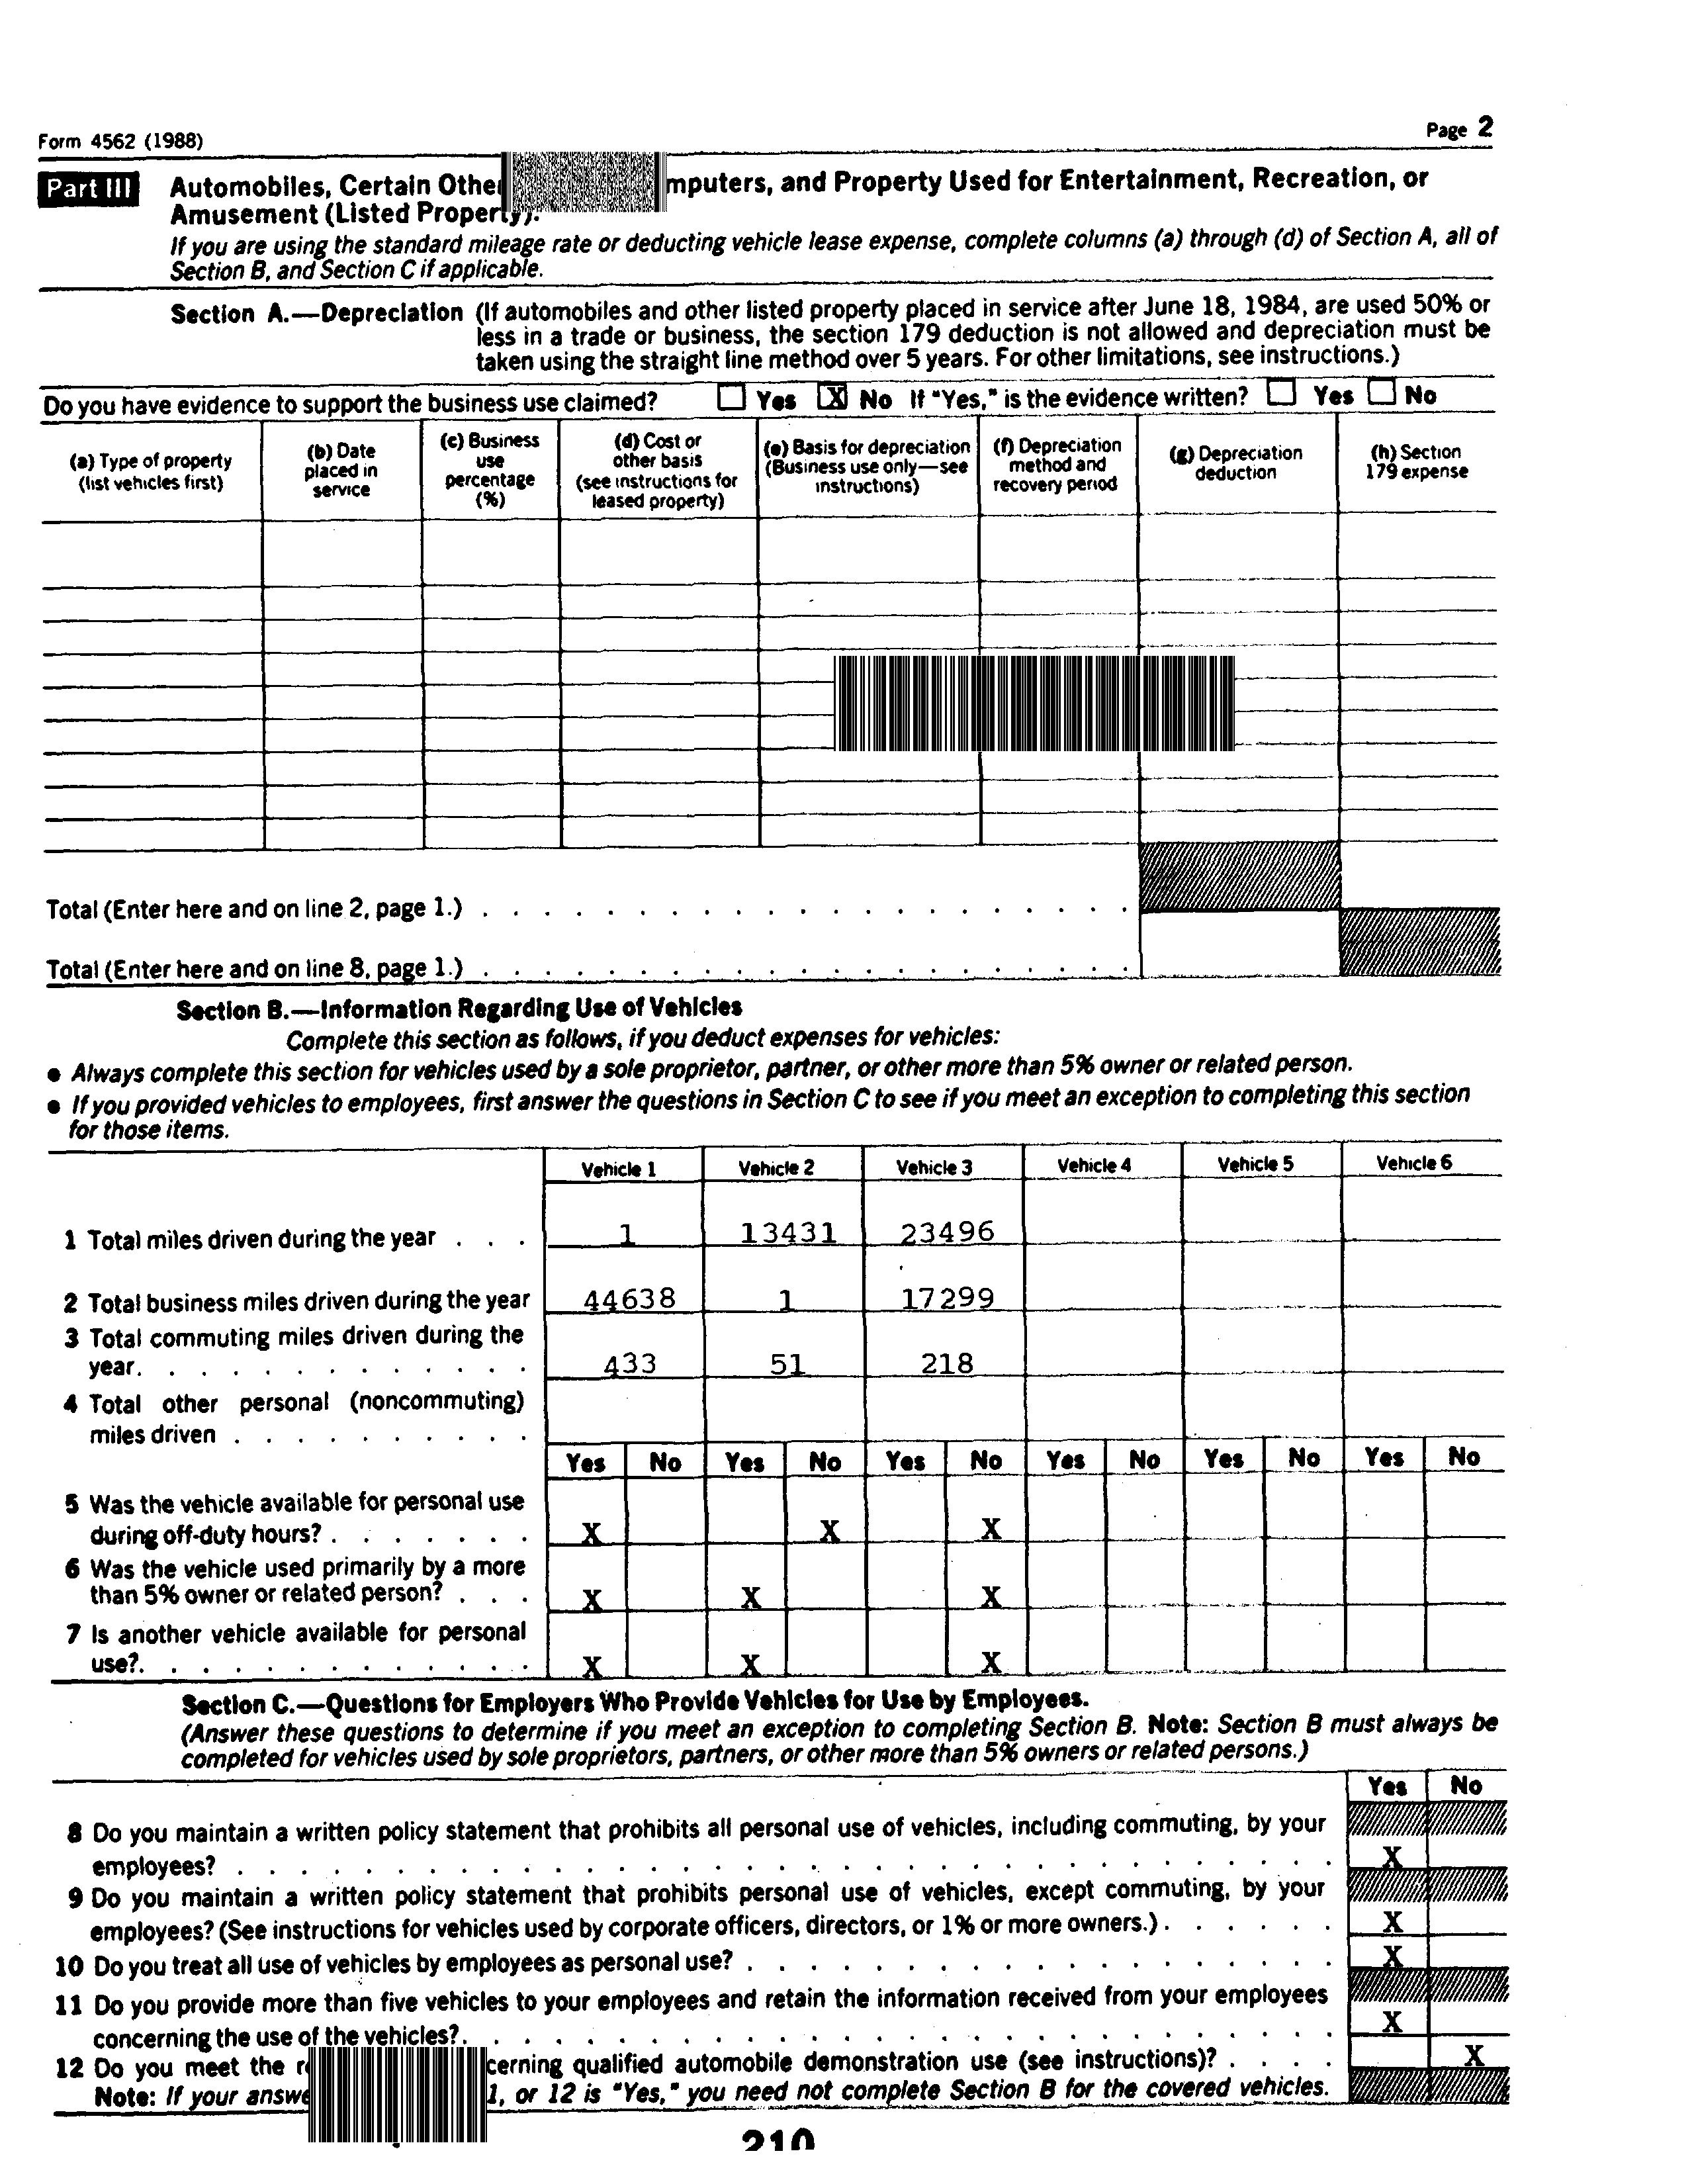 Form 4562 (1988)
Page 2
Part III Automobiles, Certain Other mputers, and Property Used for Entertainment, Recreation, or
Amusement (Listed Property).
If you are using the standard mileage rate or deducting vehicle lease expense, complete columns (a) through (d) of Section A, all of
Section B, and Section C if applicable.
Section A.—Depreciation (If automobiles and other listed property placed in service after June 18, 1984, are used 50% or
less in a trade or business, the section 179 deduction is not allowed and depreciation must be
taken using the straight line method over 5 years. For other limitations, see instructions.)
Do you have evidence to support the business use claimed? Yes X No If "Yes," is the evidence written? Yes No
(a) Type of property
(list vehicles first)
(b) Date
placed in
service
(c) Business
use
percentage
(%)
(d) Cost or
other basis
(see instructions for
leased property)
(e) Basis for depreciation
(Business use only—see
instructions)
(f) Depreciation
method and
recovery period
(g) Depreciation
deduction
(h) Section
179 expense
Total (Enter here and on line 2, page 1.)
Total (Enter here and on line 8, page 1.)
Section B.—Information Regarding Use of Vehicles
Complete this section as follows, if you deduct expenses for vehicles:
● Always complete this section for vehicles used by a sole proprietor, partner, or other more than 5% owner or related person.
● If you provided vehicles to employees, first answer the questions in Section C to see if you meet an exception to completing this section
for those items.
Vehicle 1 Vehicle 2 Vehicle 3 Vehicle 4 Vehicle 5 Vehicle 6
1 Total miles driven during the year . . . 1 13431 23496
2 Total business miles driven during the year 44638 1 17299
3 Total commuting miles driven during the
year. . . . . . . . . . . . . 433 51 218
4 Total other personal (noncommuting)
miles driven . . . . . . . . . .
Yes No Yes No Yes No Yes No Yes No Yes No
5 Was the vehicle available for personal use
during off-duty hours? . . . . . . . X X X
6 Was the vehicle used primarily by a more
than 5% owner or related person? . . . X X X
7 Is another vehicle available for personal
use?. . . . . . . . . . . . . X X X
Section C.—Questions for Employers Who Provide Vehicles for Use by Employees.
(Answer these questions to determine if you meet an exception to completing Section B. Note: Section B must always be
completed for vehicles used by sole proprietors, partners, or other more than 5% owners or related persons.)
Yes No
8 Do you maintain a written policy statement that prohibits all personal use of vehicles, including commuting, by your
employees? X
9 Do you maintain a written policy statement that prohibits personal use of vehicles, except commuting, by your
employees? (See instructions for vehicles used by corporate officers, directors, or 1% or more owners.) . . . . . . X
10 Do you treat all use of vehicles by employees as personal use? X
11 Do you provide more than five vehicles to your employees and retain the information received from your employees
concerning the use of the vehicles?. X
12 Do you meet the cerning qualified automobile demonstration use (see instructions)? . . . . X
Note: If your answe 1, or 12 is "Yes," you need not complete Section B for the covered vehicles.
210